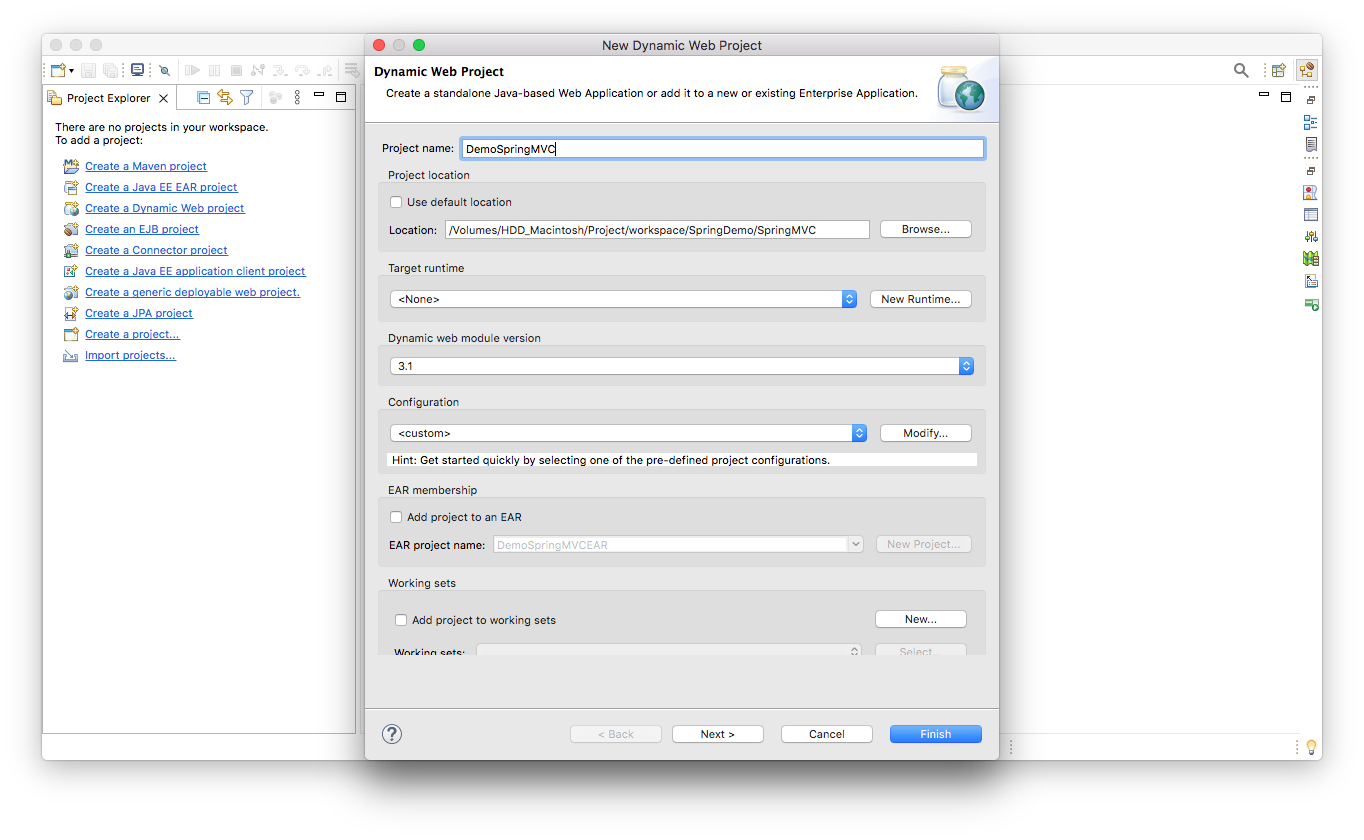 New Dynamic Web Project
Project Explorer
There are no projects in your workspace.
To add a project:
Create a Maven project
Create a Java EE EAR project
Create a Dynamic Web project
Create an EJB project
Create a Connector project
Create a Java EE application client project
Create a generic deployable web project.
Create a JPA project
Create a project...
Import projects...
Dynamic Web Project
Create a standalone Java-based Web Application or add it to a new or existing Enterprise Application.
Project name: DemoSpringMVC
Project location
Use default location
Location: /Volumes/HDD_Macintosh/Project/workspace/SpringDemo/SpringMVC Browse...
Target runtime
<None> New Runtime...
Dynamic web module version
3.1
Configuration
<custom> Modify...
Hint: Get started quickly by selecting one of the pre-defined project configurations.
EAR membership
Add project to an EAR
EAR project name: DemoSpringMVCEAR New Project...
Working sets
Add project to working sets New...
Working sets: Select...
? < Back Next > Cancel Finish